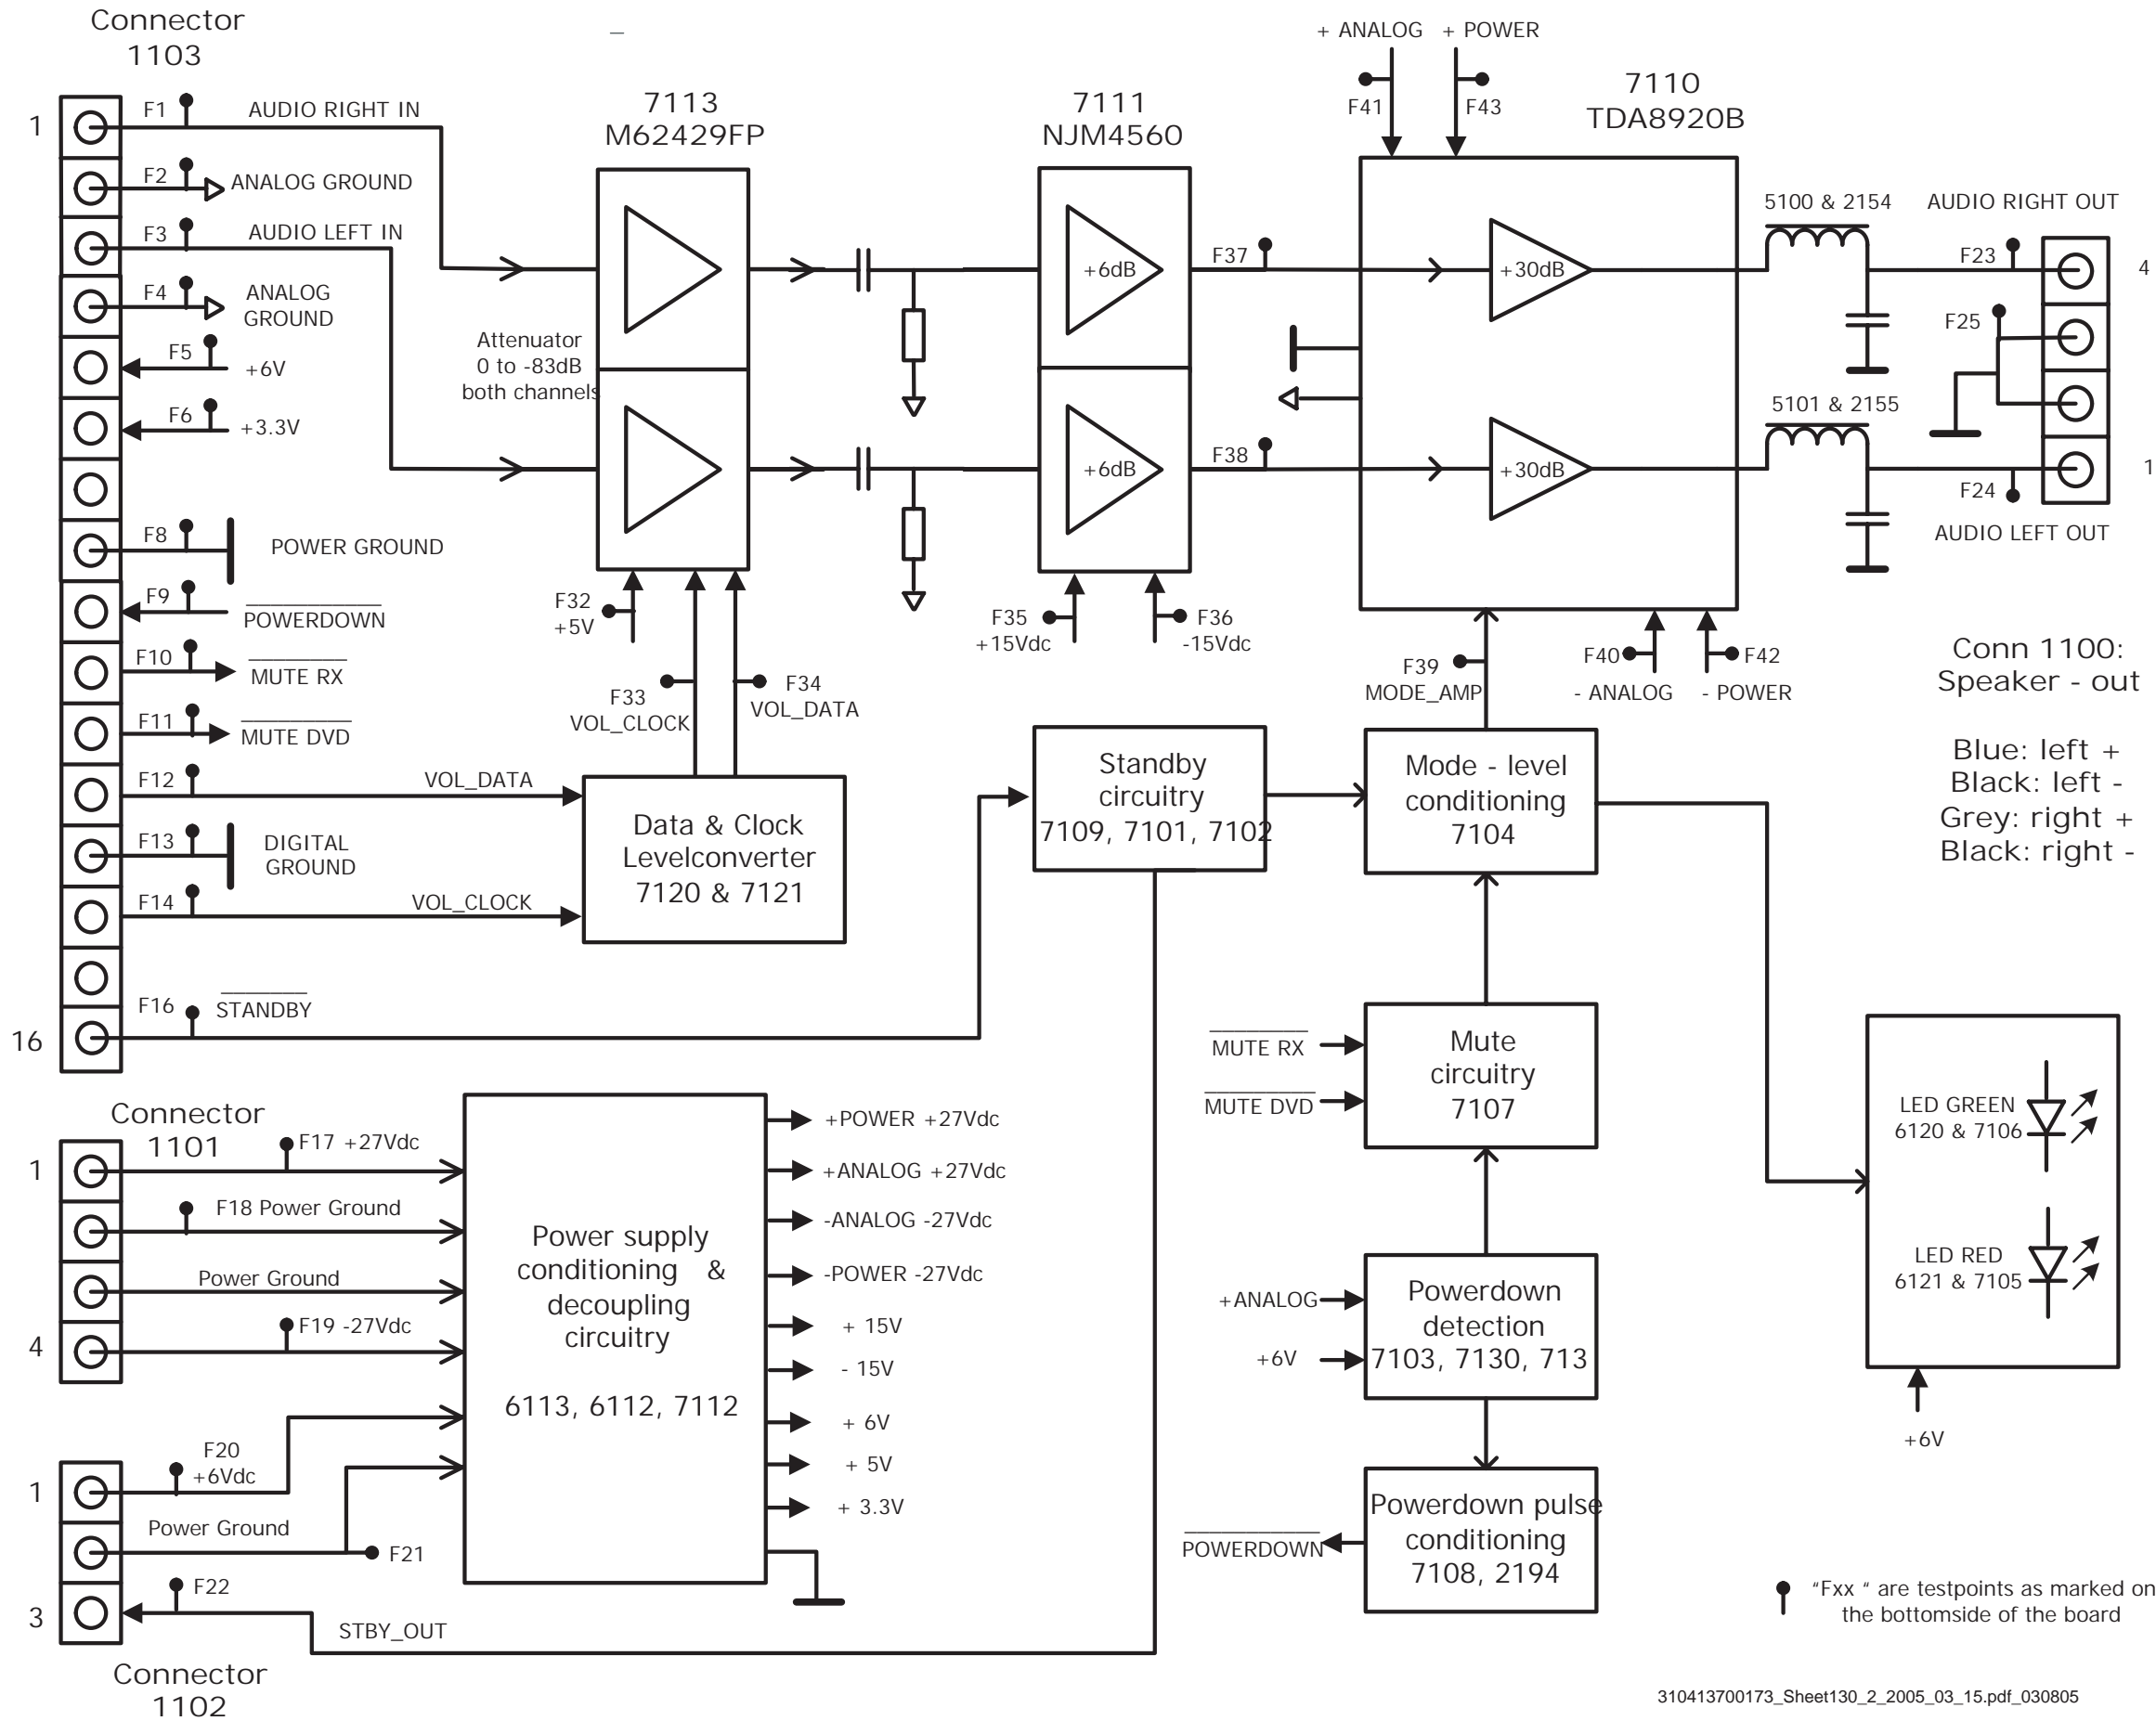 Connector
1103
1
F1 AUDIO RIGHT IN
F2 ANALOG GROUND
F3 AUDIO LEFT IN
F4 ANALOG
GROUND
F5 +6V
F6 +3.3V
F8 POWER GROUND
F9 POWERDOWN
F10 MUTE RX
F11 MUTE DVD
F12 VOL_DATA
F13 DIGITAL
GROUND
F14 VOL_CLOCK
F16 STANDBY
16
7113
M62429FP
Attenuator
0 to -83dB
both channels
F32
+5V
F33
VOL_CLOCK
F34
VOL_DATA
Data & Clock
Levelconverter
7120 & 7121
7111
NJM4560
+6dB
+6dB
F35
+15Vdc
F36
-15Vdc
F37
F38
+ ANALOG + POWER
F41 F43
7110
TDA8920B
+30dB
+30dB
F39
MODE_AMP
F40 F42
- ANALOG - POWER
5100 & 2154
AUDIO RIGHT OUT
F23
4
F25
5101 & 2155
1
F24
AUDIO LEFT OUT
Conn 1100:
Speaker - out
Blue: left +
Black: left -
Grey: right +
Black: right -
Standby
circuitry
7109, 7101, 7102
Mode - level
conditioning
7104
MUTE RX
MUTE DVD
Mute
circuitry
7107
+ANALOG
+6V
Powerdown
detection
7103, 7130, 713
Powerdown pulse
conditioning
7108, 2194
POWERDOWN
LED GREEN
6120 & 7106
LED RED
6121 & 7105
+6V
Connector
1101
1
F17 +27Vdc
F18 Power Ground
Power Ground
F19 -27Vdc
4
Power supply
conditioning &
decoupling
circuitry
6113, 6112, 7112
+POWER +27Vdc
+ANALOG +27Vdc
-ANALOG -27Vdc
-POWER -27Vdc
+ 15V
- 15V
+ 6V
+ 5V
+ 3.3V
F20
+6Vdc
1
Power Ground
F21
F22
3
STBY_OUT
Connector
1102
"Fxx " are testpoints as marked on
the bottomside of the board
310413700173_Sheet130_2_2005_03_15.pdf_030805